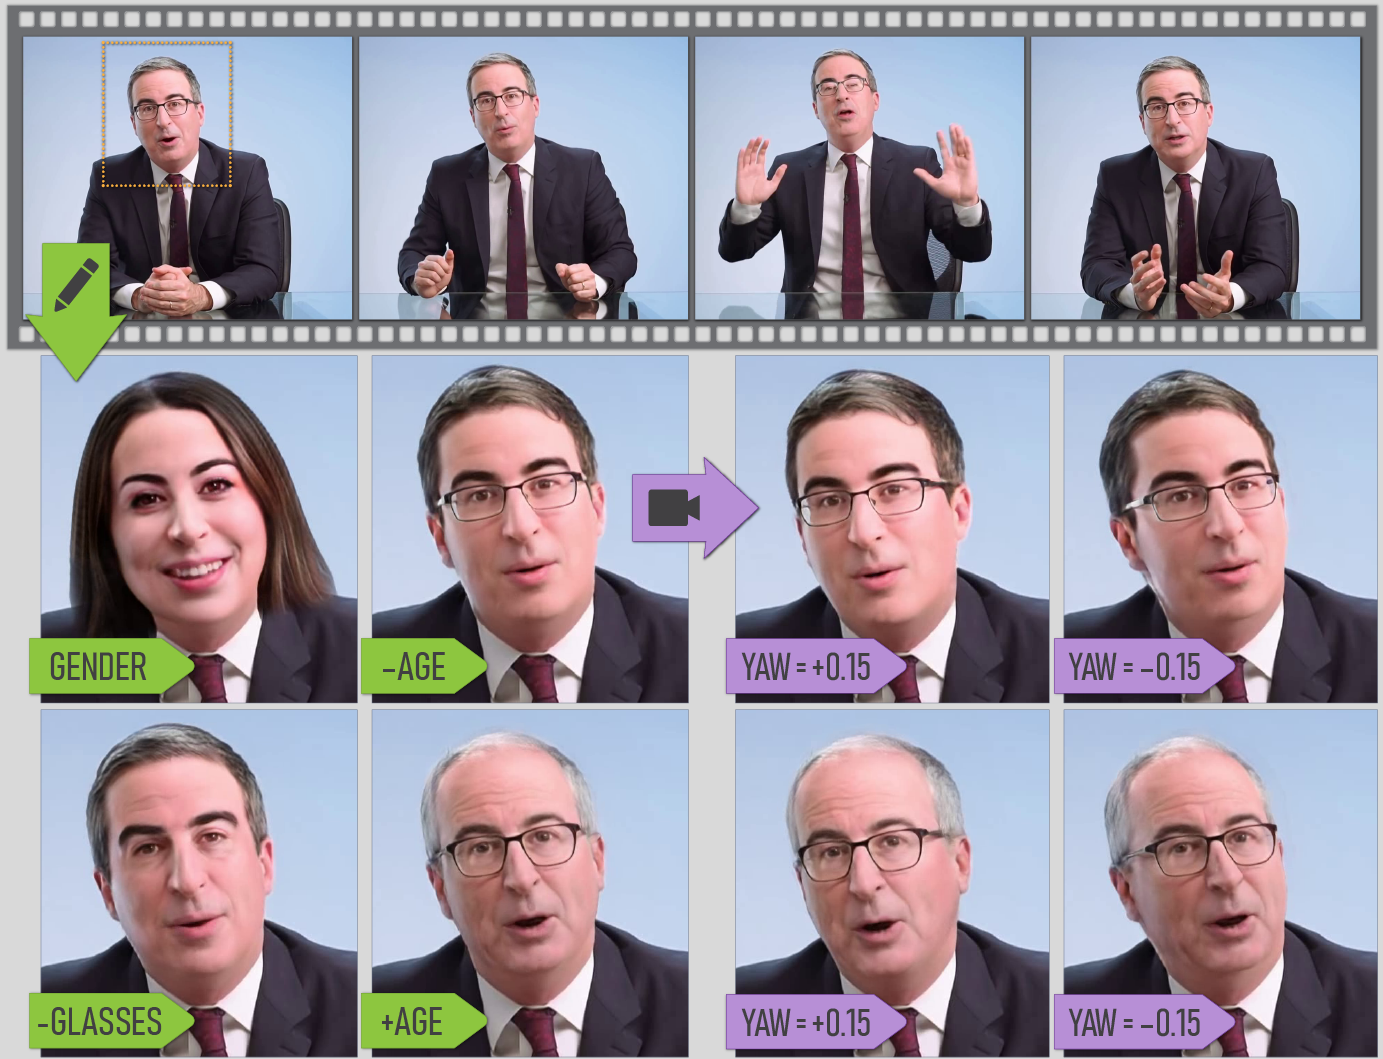 GENDER
–AGE
YAW = +0.15
YAW = –0.15
-GLASSES
+AGE
YAW = +0.15
YAW = –0.15